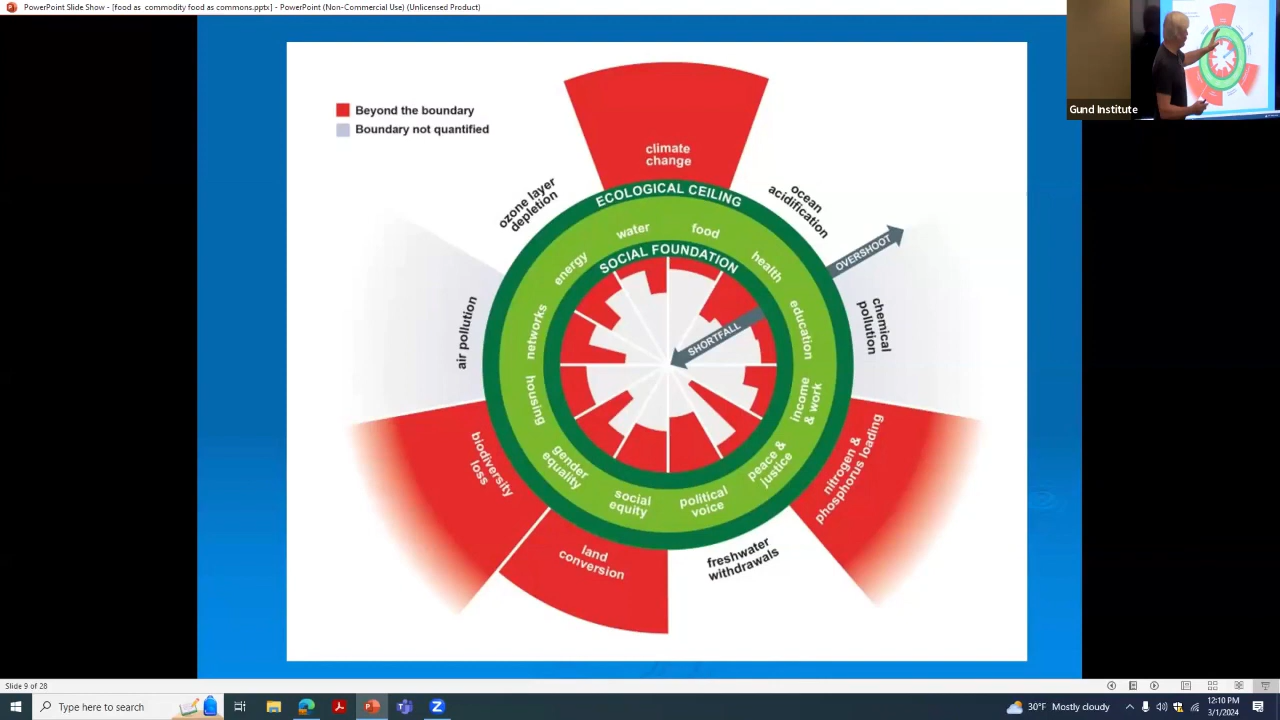 PowerPoint Slide Show - [food as  commodity food as commons.pptx] - PowerPoint (Non-Commercial Use) (Unlicensed Product)
Gund Institute
Beyond the boundary
Boundary not quantified
climate
change
ozone layer
depletion
ocean
acidification
ECOLOGICAL CEILING
OVERSHOOT
water
food
energy
health
SOCIAL FOUNDATION
networks
education
SHORTFALL
air pollution
chemical
pollution
housing
income
& work
biodiversity
loss
nitrogen &
phosphorus loading
gender
equality
peace &
justice
social
equity
political
voice
land
conversion
freshwater
withdrawals
Slide 9 of 28
Type here to search
30°F Mostly cloudy
12:10 PM
3/1/2024